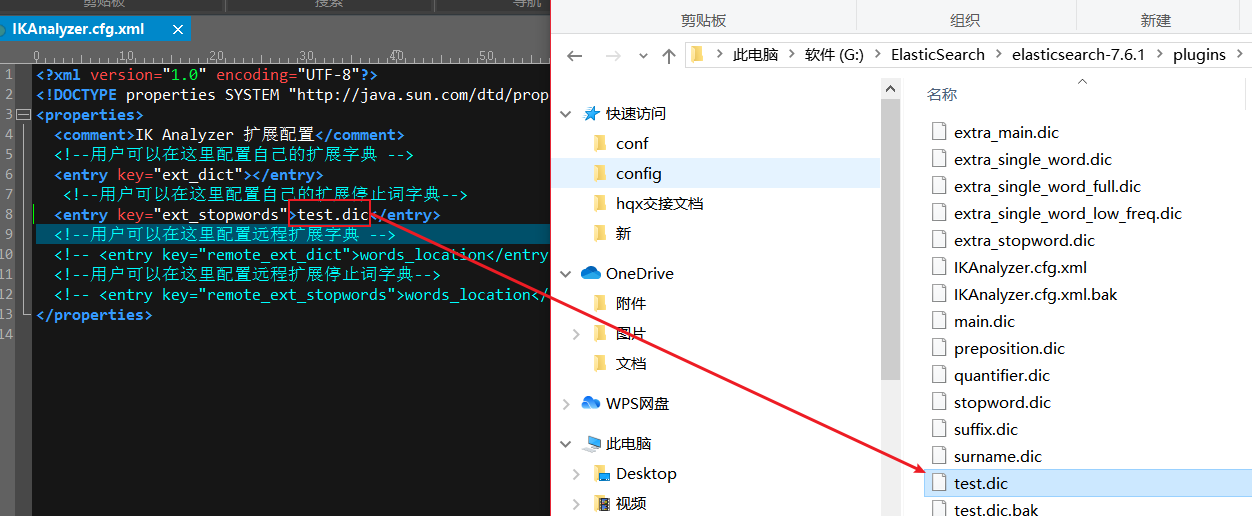 剪贴板
搜索
导航
IKAnalyzer.cfg.xml
0 10 20 30 40 50
1 <?xml version="1.0" encoding="UTF-8"?>
2 <!DOCTYPE properties SYSTEM "http://java.sun.com/dtd/prop
3 <properties>
4 <comment>IK Analyzer 扩展配置</comment>
5 <!--用户可以在这里配置自己的扩展字典 -->
6 <entry key="ext_dict"></entry>
7 <!--用户可以在这里配置自己的扩展停止词字典-->
8 <entry key="ext_stopwords">test.dic</entry>
9 <!--用户可以在这里配置远程扩展字典 -->
10 <!-- <entry key="remote_ext_dict">words_location</entry
11 <!--用户可以在这里配置远程扩展停止词字典-->
12 <!-- <entry key="remote_ext_stopwords">words_location</
13 </properties>
14
剪贴板
组织
新建
此电脑 > 软件 (G:) > ElasticSearch > elasticsearch-7.6.1 > plugins >
快速访问
conf
config
hqx交接文档
新
OneDrive
附件
图片
文档
WPS网盘
此电脑
Desktop
视频
名称
extra_main.dic
extra_single_word.dic
extra_single_word_full.dic
extra_single_word_low_freq.dic
extra_stopword.dic
IKAnalyzer.cfg.xml
IKAnalyzer.cfg.xml.bak
main.dic
preposition.dic
quantifier.dic
stopword.dic
suffix.dic
surname.dic
test.dic
test.dic.bak